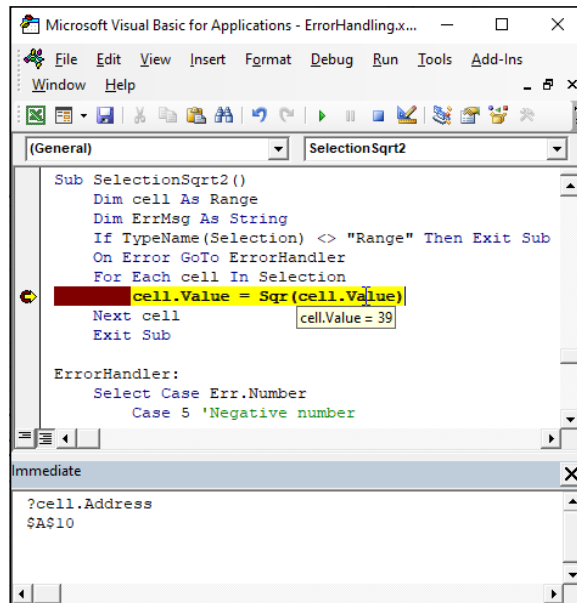 Microsoft Visual Basic for Applications - ErrorHandling.x...
File Edit View Insert Format Debug Run Tools Add-Ins
Window Help
(General) SelectionSqrt2
Sub SelectionSqrt2()
Dim cell As Range
Dim ErrMsg As String
If TypeName(Selection) <> "Range" Then Exit Sub
On Error GoTo ErrorHandler
For Each cell In Selection
cell.Value = Sqr(cell.Value)
Next cell
cell.Value = 39
Exit Sub
ErrorHandler:
Select Case Err.Number
Case 5 'Negative number
Immediate
?cell.Address
$A$10